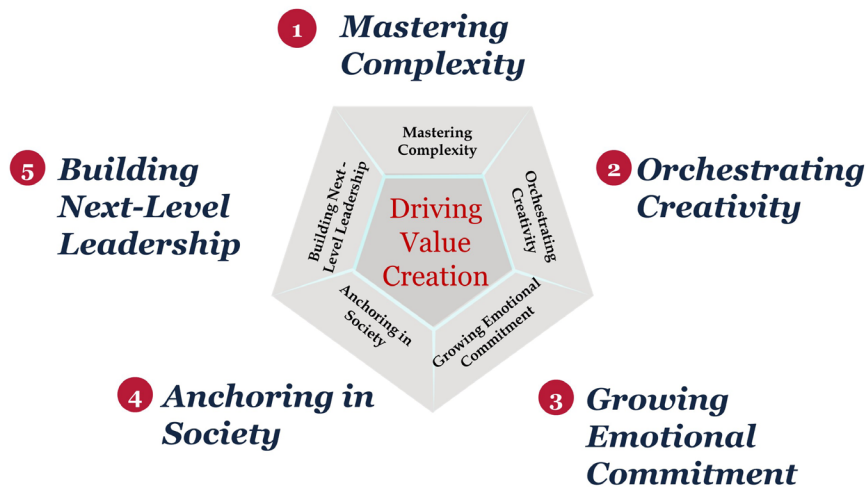 1 Mastering
Complexity
Mastering
Complexity
5 Building
Next-Level
Leadership
2 Orchestrating
Creativity
Building Next -
Level Leadership
Orchestrating
Creativity
Driving
Value
Creation
Anchoring in
Society
Growing Emotional
Commitment
4 Anchoring in
Society
3 Growing
Emotional
Commitment